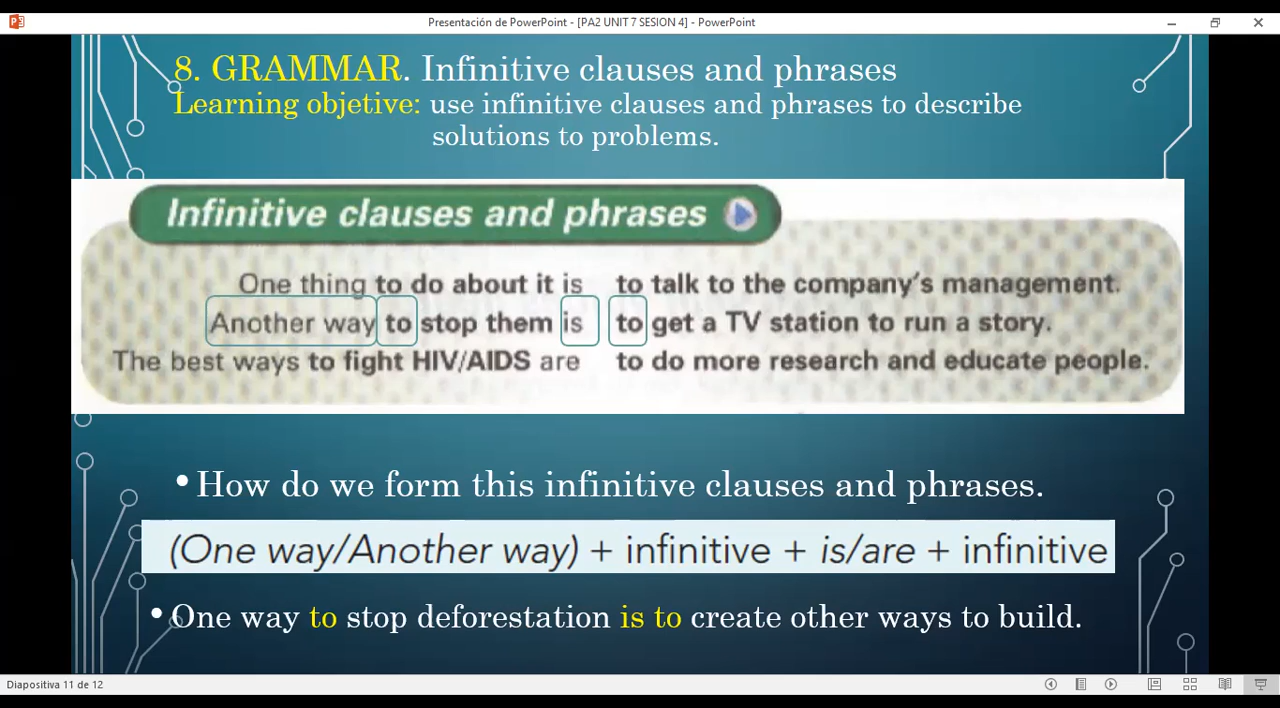 Presentación de PowerPoint - [PA2 UNIT 7 SESION 4] - PowerPoint
8. GRAMMAR. Infinitive clauses and phrases
Learning objetive: use infinitive clauses and phrases to describe
solutions to problems.
Infinitive clauses and phrases
One thing to do about it is to talk to the company's management.
Another way to stop them is to get a TV station to run a story.
The best ways to fight HIV/AIDS are to do more research and educate people.
• How do we form this infinitive clauses and phrases.
(One way/Another way) + infinitive + is/are + infinitive
• One way to stop deforestation is to create other ways to build.
Diapositiva 11 de 12